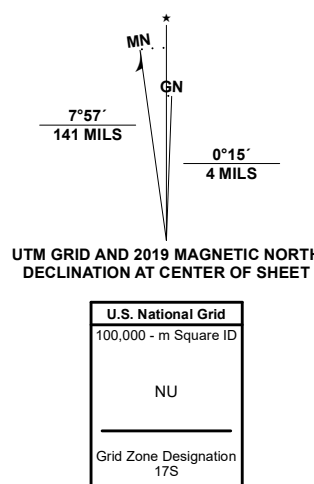 MN
GN
7°57´
141 MILS
0°15´
4 MILS
UTM GRID AND 2019 MAGNETIC NORTH
DECLINATION AT CENTER OF SHEET
U.S. National Grid
100,000 - m Square ID
NU
Grid Zone Designation
17S